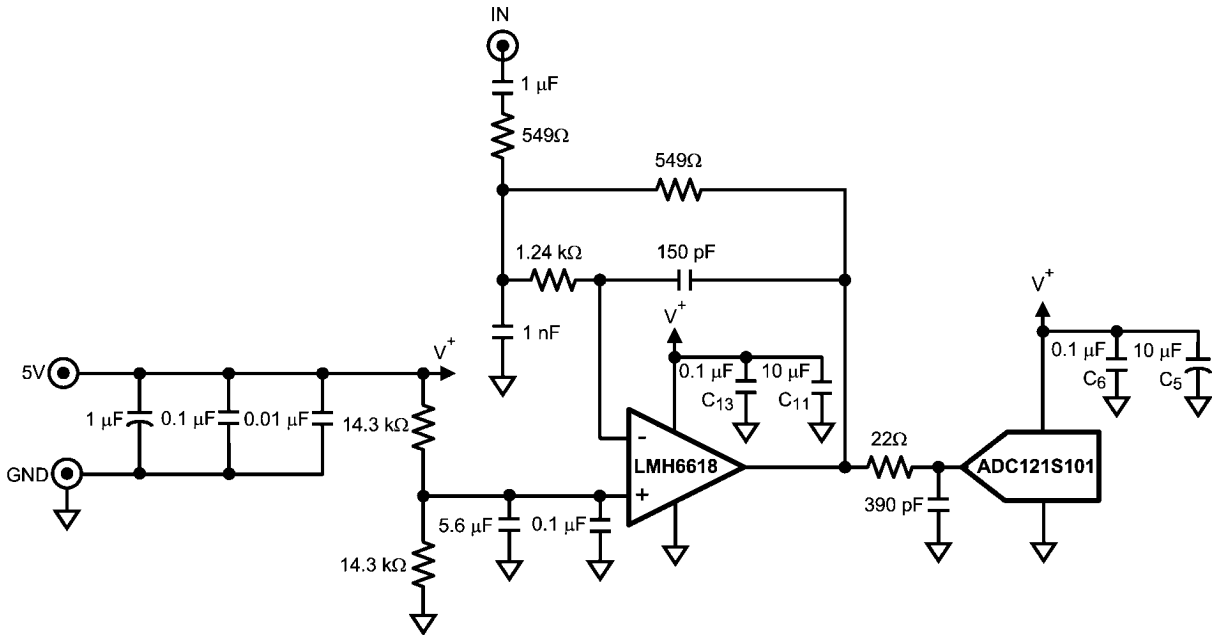 IN
1 μF
549Ω
549Ω
1.24 kΩ
150 pF
1 nF
V+
0.1 μF
C13
10 μF
C11
V+
0.1 μF
C6
10 μF
C5
5V
V+
1 μF
0.1 μF
0.01 μF
14.3 kΩ
GND
-
LMH6618
+
22Ω
ADC121S101
390 pF
5.6 μF
0.1 μF
14.3 kΩ